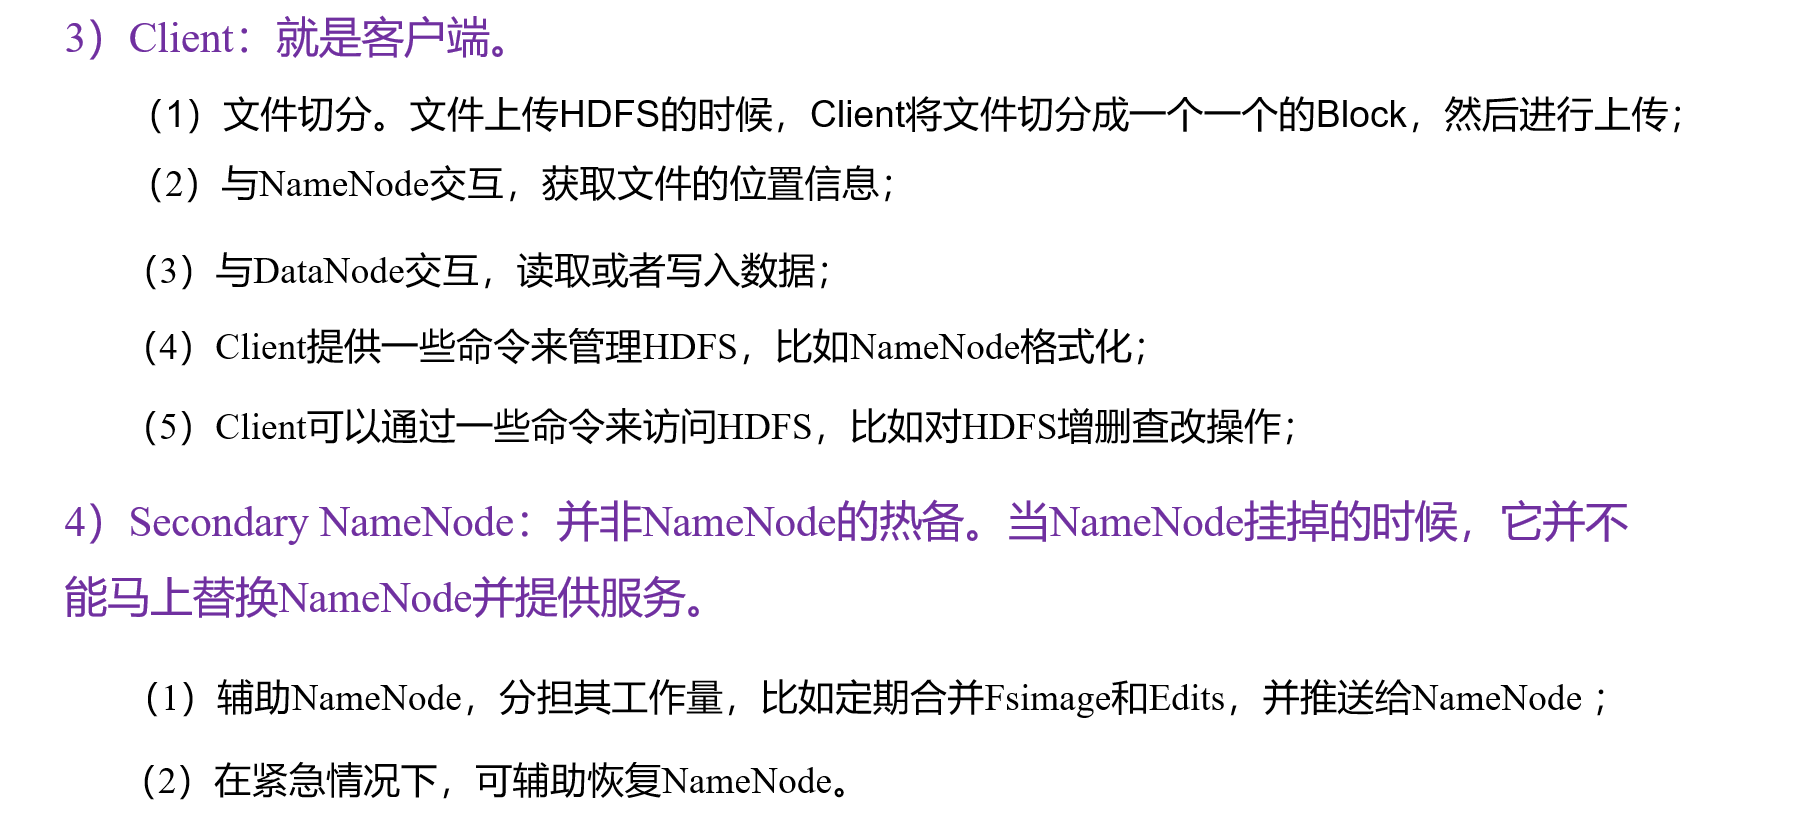 3）Client：就是客户端。
（1）文件切分。文件上传HDFS的时候，Client将文件切分成一个一个的Block，然后进行上传；
（2）与NameNode交互，获取文件的位置信息；
（3）与DataNode交互，读取或者写入数据；
（4）Client提供一些命令来管理HDFS，比如NameNode格式化；
（5）Client可以通过一些命令来访问HDFS，比如对HDFS增删查改操作；
4）Secondary NameNode：并非NameNode的热备。当NameNode挂掉的时候，它并不
能马上替换NameNode并提供服务。
（1）辅助NameNode，分担其工作量，比如定期合并Fsimage和Edits，并推送给NameNode ；
（2）在紧急情况下，可辅助恢复NameNode。